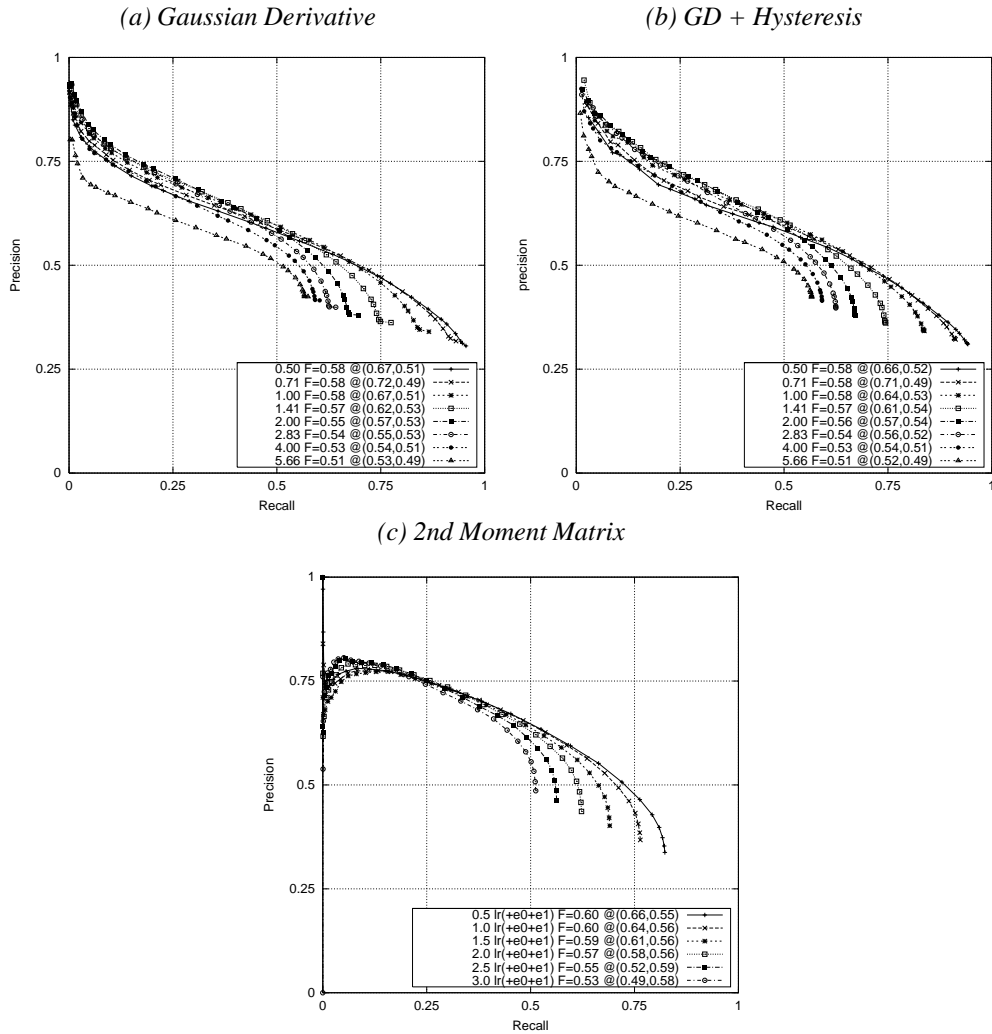 (a) Gaussian Derivative
1
0.75
0.5
0.25
0
0
0.25
0.5
0.75
1
Precision
Recall
0.50 F=0.58 @(0.67,0.51)
0.71 F=0.58 @(0.72,0.49)
1.00 F=0.58 @(0.67,0.51)
1.41 F=0.57 @(0.62,0.53)
2.00 F=0.55 @(0.57,0.53)
2.83 F=0.54 @(0.55,0.53)
4.00 F=0.53 @(0.54,0.51)
5.66 F=0.51 @(0.53,0.49)
(b) GD + Hysteresis
1
0.75
0.5
0.25
0
0
0.25
0.5
0.75
1
precision
Recall
0.50 F=0.58 @(0.66,0.52)
0.71 F=0.58 @(0.71,0.49)
1.00 F=0.58 @(0.64,0.53)
1.41 F=0.57 @(0.61,0.54)
2.00 F=0.56 @(0.57,0.54)
2.83 F=0.54 @(0.56,0.52)
4.00 F=0.53 @(0.54,0.51)
5.66 F=0.51 @(0.52,0.49)
(c) 2nd Moment Matrix
1
0.75
0.5
0.25
0
0
0.25
0.5
0.75
1
Precision
Recall
0.5 lr(+e0+e1) F=0.60 @(0.66,0.55)
1.0 lr(+e0+e1) F=0.60 @(0.64,0.56)
1.5 lr(+e0+e1) F=0.59 @(0.61,0.56)
2.0 lr(+e0+e1) F=0.57 @(0.58,0.56)
2.5 lr(+e0+e1) F=0.55 @(0.52,0.59)
3.0 lr(+e0+e1) F=0.53 @(0.49,0.58)